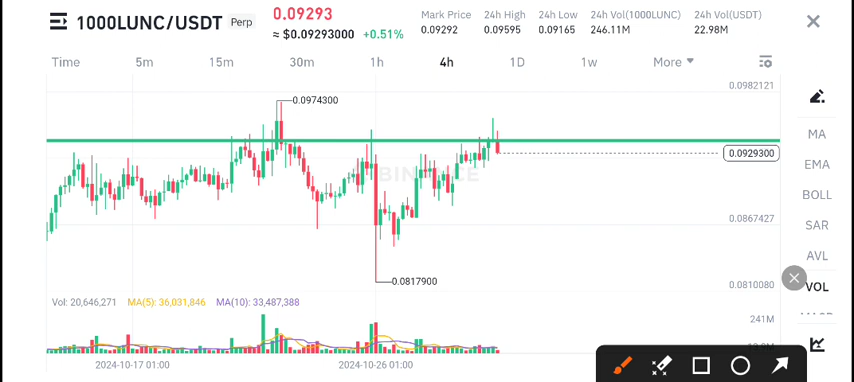 1000LUNC/USDT Perp
0.09293
≈ $0.09293000 +0.51%
Mark Price 24h High 24h Low 24h Vol(1000LUNC) 24h Vol(USDT)
0.09292 0.09595 0.09165 246.11M 22.98M
Time 5m 15m 30m 1h 4h 1D 1w More
0.0982121
0.0974300
MA
0.09293
BINANCE
EMA
BOLL
0.0867427
SAR
AVL
0.0817900
0.0810080
VOL
Vol: 20,646,271 MA(5): 36,031,846 MA(10): 33,487,388
241M
2024-10-17 01:00 2024-10-26 01:00